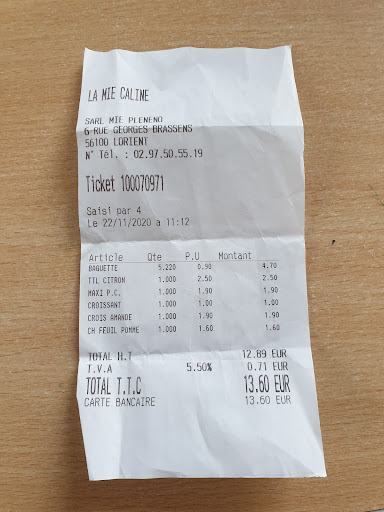 LA MIE CALINE
SARL MIE PLENENO
6 RUE GEORGES BRASSENS
56100 LORIENT
N° Tél. : 02.97.50.55.19
Ticket 100070971
Saisi par 4
Le 22/11/2020 a 11:12
Article Qte P.U Montant
BAGUETTE 5.220 0.90 4.70
TTL CITRON 1.000 2.50 2.50
MAXI P.C. 1.000 1.90 1.90
CROISSANT 1.000 1.00 1.00
CROIS AMANDE 1.000 1.90 1.90
CH FEUIL POMME 1.000 1.60 1.60
TOTAL H.T 12.89 EUR
T.V.A 5.50% 0.71 EUR
TOTAL T.T.C 13.60 EUR
CARTE BANCAIRE 13.60 EUR